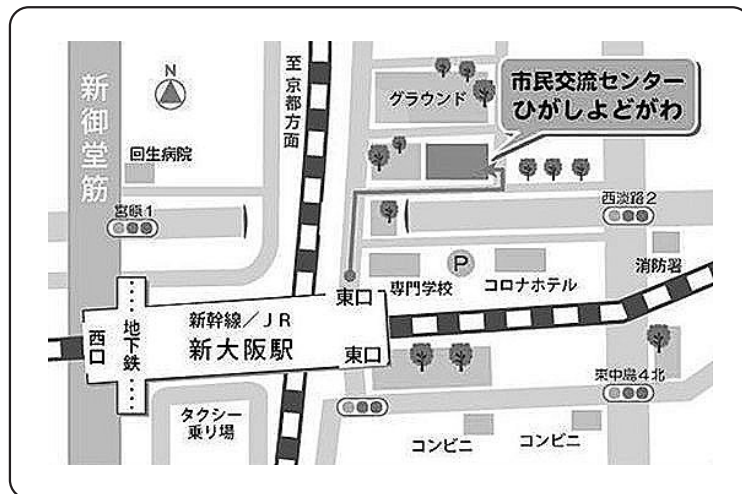 新御堂筋
N
至京都方面
グラウンド
市民交流センター
ひがしよどがわ
回生病院
宮原1
西淡路2
消防署
P
専門学校
コロナホテル
東口
新幹線/JR
新大阪駅
東口
地下鉄
西口
東中島4北
タクシー
乗り場
コンビニ
コンビニ